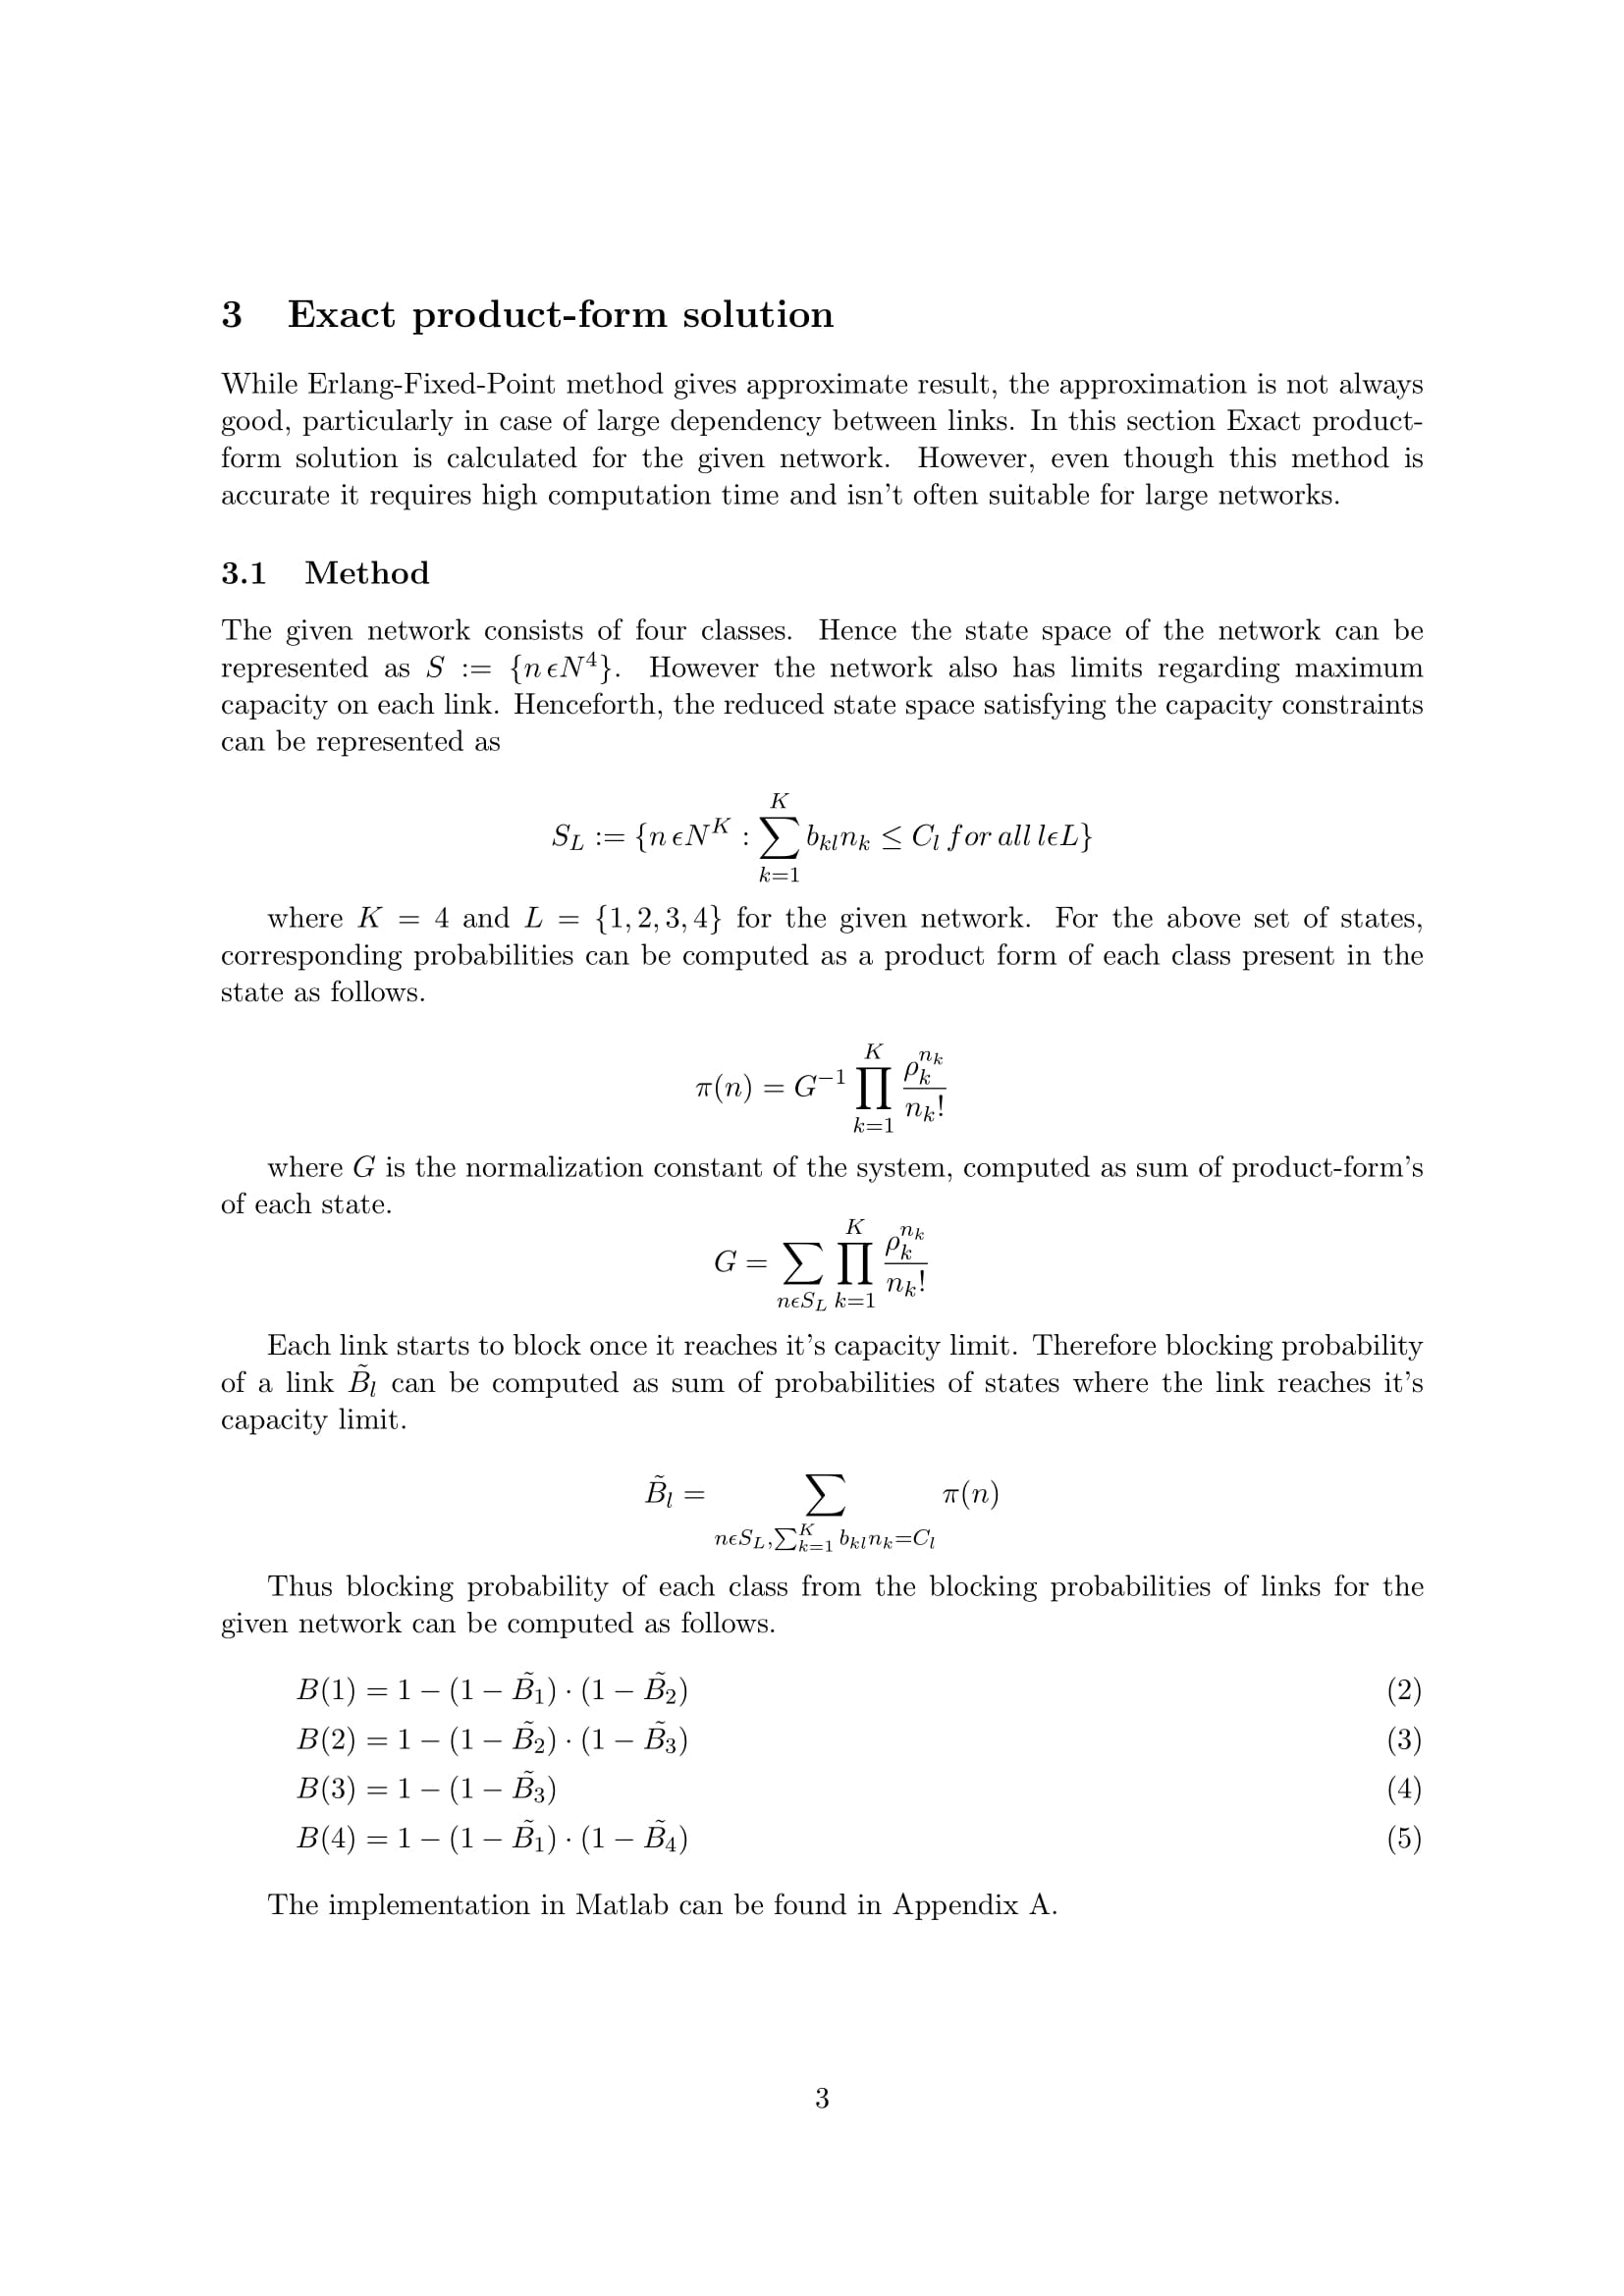 3 Exact product-form solution
While Erlang-Fixed-Point method gives approximate result, the approximation is not always
good, particularly in case of large dependency between links. In this section Exact product-
form solution is calculated for the given network. However, even though this method is
accurate it requires high computation time and isn't often suitable for large networks.
3.1 Method
The given network consists of four classes. Hence the state space of the network can be
represented as $S := \{n \, \epsilon N^4\}$. However the network also has limits regarding maximum
capacity on each link. Henceforth, the reduced state space satisfying the capacity constraints
can be represented as
$S_L := \{n \, \epsilon N^K : \sum_{k=1}^{K} b_{kl} n_k \leq C_l \, for \, all \, l \epsilon L\}$
where $K = 4$ and $L = \{1, 2, 3, 4\}$ for the given network. For the above set of states,
corresponding probabilities can be computed as a product form of each class present in the
state as follows.
$\pi(n) = G^{-1} \prod_{k=1}^{K} \frac{\rho_k^{n_k}}{n_k!}$
where $G$ is the normalization constant of the system, computed as sum of product-form's
of each state.
$G = \sum_{n \epsilon S_L} \prod_{k=1}^{K} \frac{\rho_k^{n_k}}{n_k!}$
Each link starts to block once it reaches it's capacity limit. Therefore blocking probability
of a link $\tilde{B}_l$ can be computed as sum of probabilities of states where the link reaches it's
capacity limit.
$\tilde{B}_l = \sum_{n \epsilon S_L, \sum_{k=1}^{K} b_{kl} n_k = C_l} \pi(n)$
Thus blocking probability of each class from the blocking probabilities of links for the
given network can be computed as follows.
$B(1) = 1 - (1 - \tilde{B}_1) \cdot (1 - \tilde{B}_2)$ (2)
$B(2) = 1 - (1 - \tilde{B}_2) \cdot (1 - \tilde{B}_3)$ (3)
$B(3) = 1 - (1 - \tilde{B}_3)$ (4)
$B(4) = 1 - (1 - \tilde{B}_1) \cdot (1 - \tilde{B}_4)$ (5)
The implementation in Matlab can be found in Appendix A.
3